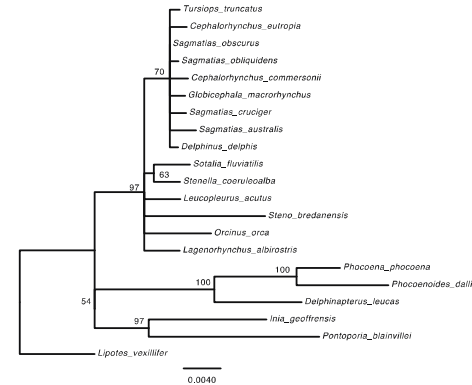 Tursiops_truncatus
Cephalorhynchus_eutropia
Sagmatias_obscurus
Sagmatias_obliquidens
70
Cephalorhynchus_commersonii
Globicephala_macrorhynchus
Sagmatias_cruciger
Sagmatias_australis
Delphinus_delphis
Sotalia_fluviatilis
63
Stenella_coeruleoalba
97
Leucopleurus_acutus
Steno_bredanensis
Orcinus_orca
Lagenorhynchus_albirostris
100
Phocoena_phocoena
100
Phocoenoides_dalli
54
Delphinapterus_leucas
97
Inia_geoffrensis
Pontoporia_blainvillei
Lipotes_vexillifer
0.0040